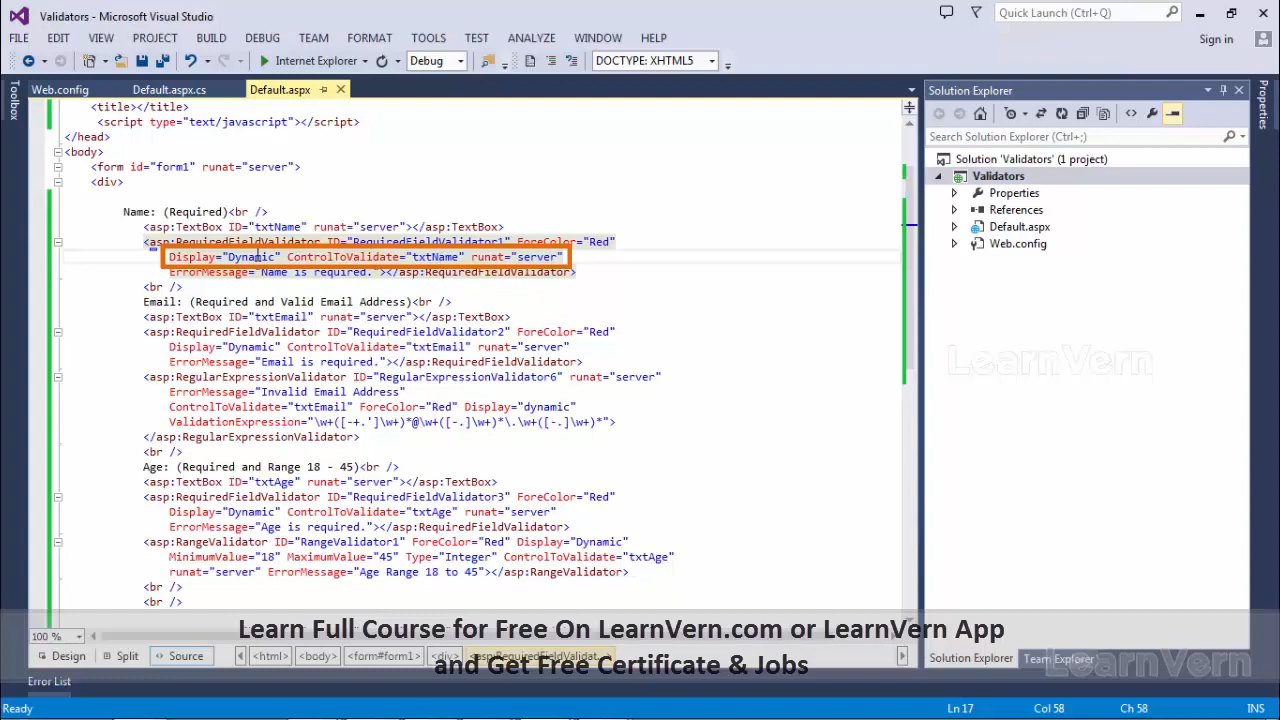 Validators - Microsoft Visual Studio
Quick Launch (Ctrl+Q)
FILE EDIT VIEW PROJECT BUILD DEBUG TEAM FORMAT TOOLS TEST ANALYZE WINDOW HELP
Sign in
Internet Explorer Debug DOCTYPE: XHTML5
Toolbox
Web.config Default.aspx.cs Default.aspx
<title></title>
<script type="text/javascript"></script>
</head>
<body>
<form id="form1" runat="server">
<div>
Name: (Required)<br />
<asp:TextBox ID="txtName" runat="server"></asp:TextBox>
<asp:RequiredFieldValidator ID="RequiredFieldValidator1" ForeColor="Red"
Display="Dynamic" ControlToValidate="txtName" runat="server"
ErrorMessage="Name is required."></asp:RequiredFieldValidator>
<br />
Email: (Required and Valid Email Address)<br />
<asp:TextBox ID="txtEmail" runat="server"></asp:TextBox>
<asp:RequiredFieldValidator ID="RequiredFieldValidator2" ForeColor="Red"
Display="Dynamic" ControlToValidate="txtEmail" runat="server"
ErrorMessage="Email is required."></asp:RequiredFieldValidator>
<asp:RegularExpressionValidator ID="RegularExpressionValidator6" runat="server"
ErrorMessage="Invalid Email Address"
ControlToValidate="txtEmail" ForeColor="Red" Display="dynamic"
ValidationExpression="\w+([-+.']\w+)*@\w+([-.]\w+)*\.\w+([-.]\w+)*">
</asp:RegularExpressionValidator>
<br />
Age: (Required and Range 18 - 45)<br />
<asp:TextBox ID="txtAge" runat="server"></asp:TextBox>
<asp:RequiredFieldValidator ID="RequiredFieldValidator3" ForeColor="Red"
Display="Dynamic" ControlToValidate="txtAge" runat="server"
ErrorMessage="Age is required."></asp:RequiredFieldValidator>
<asp:RangeValidator ID="RangeValidator1" ForeColor="Red" Display="Dynamic"
MinimumValue="18" MaximumValue="45" Type="Integer" ControlToValidate="txtAge"
runat="server" ErrorMessage="Age Range 18 to 45"></asp:RangeValidator>
<br />
<br />
100 %
Design Split Source <html> <body> <form#form1> <div> <asp:RequiredFieldValidat...
Error List
Ready Ln 17 Col 58 Ch 58 INS
Solution Explorer
Search Solution Explorer (Ctrl+;)
Solution 'Validators' (1 project)
Validators
Properties
References
Default.aspx
Web.config
LearnVern
Solution Explorer Team Explorer
Properties
Learn Full Course for Free On LearnVern.com or LearnVern App
and Get Free Certificate & Jobs
LearnVern